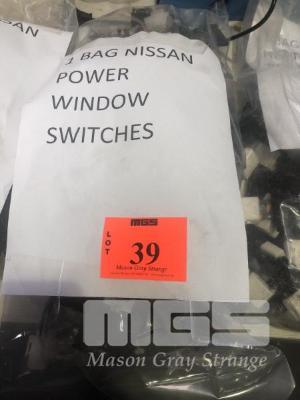 1 BAG NISSAN
POWER
WINDOW
SWITCHES
MGS
LOT
39
Mason Gray Strange
MGS
Mason Gray Strange